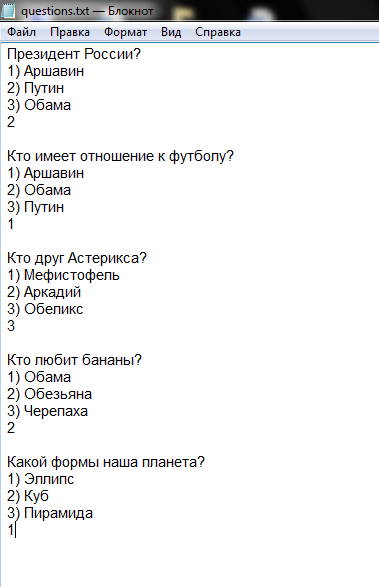 questions.txt — Блокнот
Файл Правка Формат Вид Справка
Президент России?
1) Аршавин
2) Путин
3) Обама
2
Кто имеет отношение к футболу?
1) Аршавин
2) Обама
3) Путин
1
Кто друг Астерикса?
1) Мефистофель
2) Аркадий
3) Обеликс
3
Кто любит бананы?
1) Обама
2) Обезьяна
3) Черепаха
2
Какой формы наша планета?
1) Эллипс
2) Куб
3) Пирамида
1